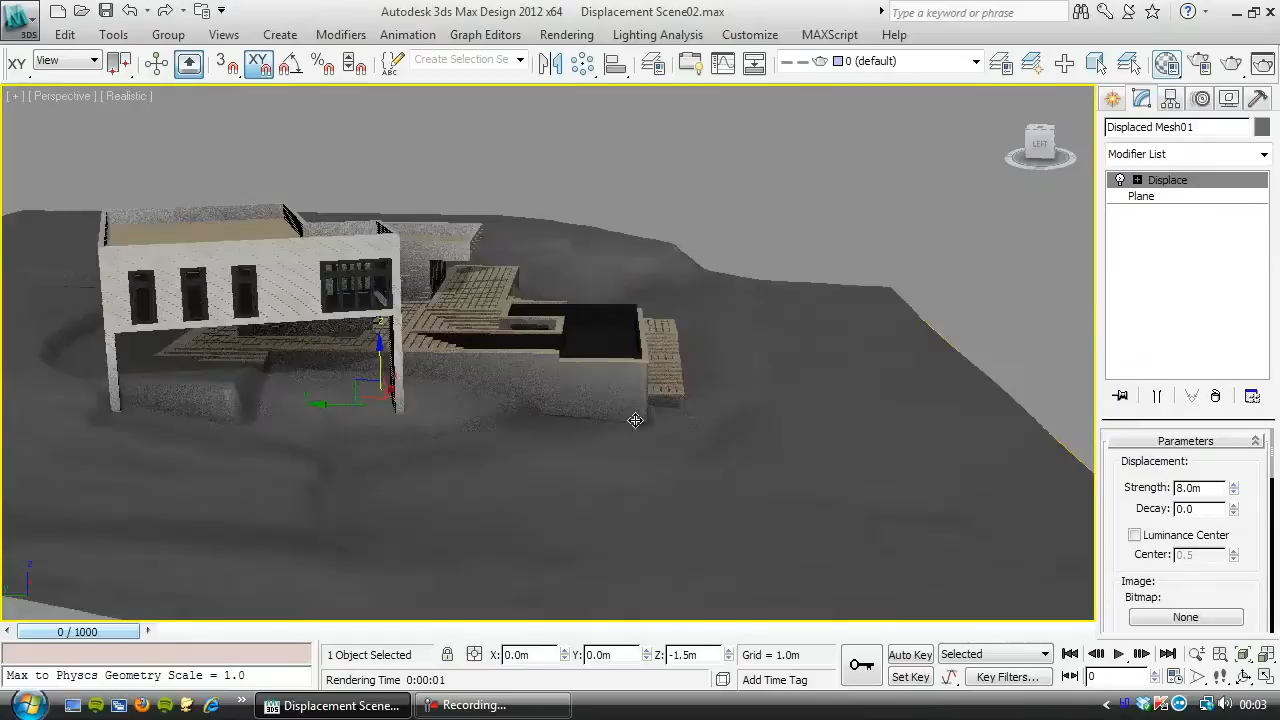 Autodesk 3ds Max Design 2012 x64 Displacement Scene02.max
Type a keyword or phrase
3DS
Edit Tools Group Views Create Modifiers Animation Graph Editors Rendering Lighting Analysis Customize MAXScript Help
XY View 3 XY % ABC Create Selection Se 0 (default)
[ + ] [ Perspective ] [ Realistic ]
LEFT
Displaced Mesh01
Modifier List
Displace
Plane
z
Parameters
Displacement:
Strength: 8.0m
Decay: 0.0
Luminance Center
Center: 0.5
Image:
Bitmap:
None
z
y
0 / 1000
1 Object Selected X: 0.0m Y: 0.0m Z: -1.5m Grid = 1.0m Auto Key Selected
Max to Physcs Geometry Scale = 1.0 Rendering Time 0:00:01 Add Time Tag Set Key Key Filters... 0
Displacement Scene... Recording... 00:03